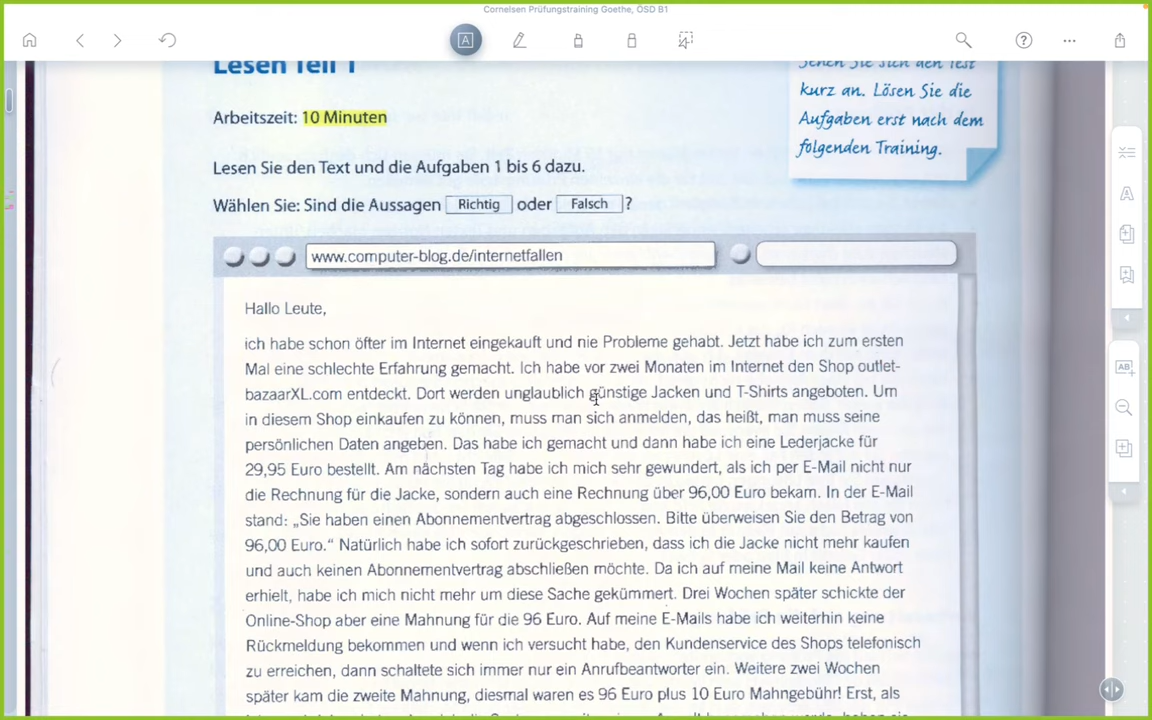 Cornelsen Prüfungstraining Goethe, ÖSD B1
Lesen Teil 1
Arbeitszeit: 10 Minuten
Lesen Sie den Text und die Aufgaben 1 bis 6 dazu.
Wählen Sie: Sind die Aussagen Richtig oder Falsch ?
Sehen Sie sich den Test
kurz an. Lösen Sie die
Aufgaben erst nach dem
folgenden Training.
www.computer-blog.de/internetfallen
Hallo Leute,
ich habe schon öfter im Internet eingekauft und nie Probleme gehabt. Jetzt habe ich zum ersten
Mal eine schlechte Erfahrung gemacht. Ich habe vor zwei Monaten im Internet den Shop outlet-
bazaarXL.com entdeckt. Dort werden unglaublich günstige Jacken und T-Shirts angeboten. Um
in diesem Shop einkaufen zu können, muss man sich anmelden, das heißt, man muss seine
persönlichen Daten angeben. Das habe ich gemacht und dann habe ich eine Lederjacke für
29,95 Euro bestellt. Am nächsten Tag habe ich mich sehr gewundert, als ich per E-Mail nicht nur
die Rechnung für die Jacke, sondern auch eine Rechnung über 96,00 Euro bekam. In der E-Mail
stand: „Sie haben einen Abonnementvertrag abgeschlossen. Bitte überweisen Sie den Betrag von
96,00 Euro.“ Natürlich habe ich sofort zurückgeschrieben, dass ich die Jacke nicht mehr kaufen
und auch keinen Abonnementvertrag abschließen möchte. Da ich auf meine Mail keine Antwort
erhielt, habe ich mich nicht mehr um diese Sache gekümmert. Drei Wochen später schickte der
Online-Shop aber eine Mahnung für die 96 Euro. Auf meine E-Mails habe ich weiterhin keine
Rückmeldung bekommen und wenn ich versucht habe, den Kundenservice des Shops telefonisch
zu erreichen, dann schaltete sich immer nur ein Anrufbeantworter ein. Weitere zwei Wochen
später kam die zweite Mahnung, diesmal waren es 96 Euro plus 10 Euro Mahngebühr! Erst, als